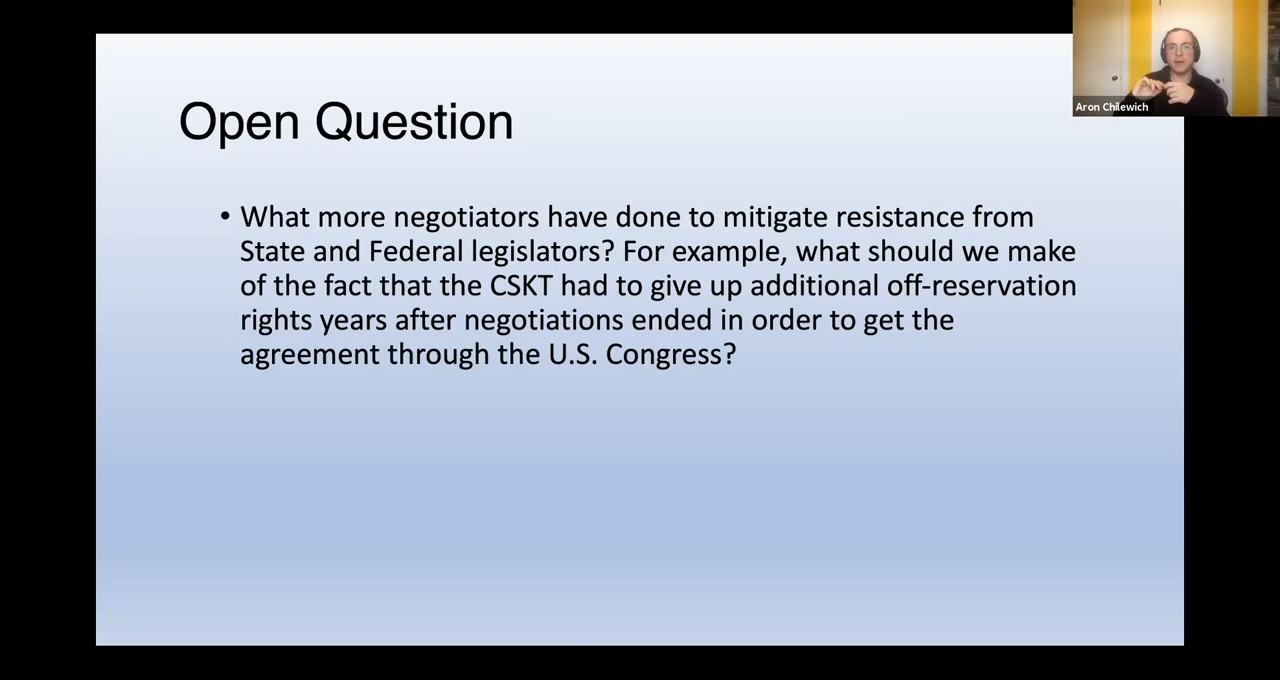 Open Question
• What more negotiators have done to mitigate resistance from
State and Federal legislators? For example, what should we make
of the fact that the CSKT had to give up additional off-reservation
rights years after negotiations ended in order to get the
agreement through the U.S. Congress?
Aron Chilewich